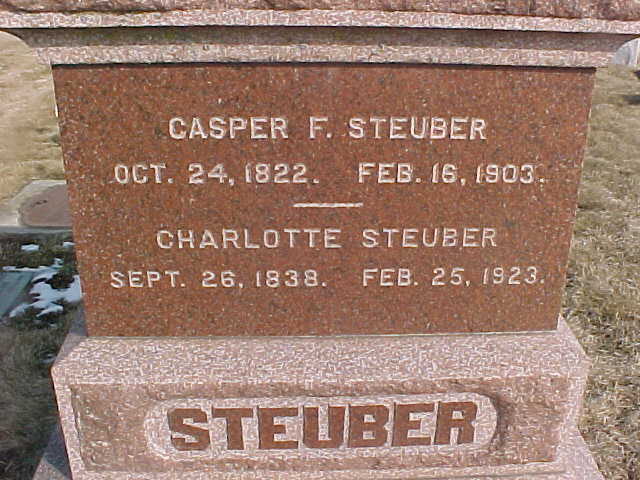 CASPER F. STEUBER
OCT. 24, 1822. FEB. 16, 1903.
CHARLOTTE STEUBER
SEPT. 26, 1838. FEB. 25, 1923.
STEUBER